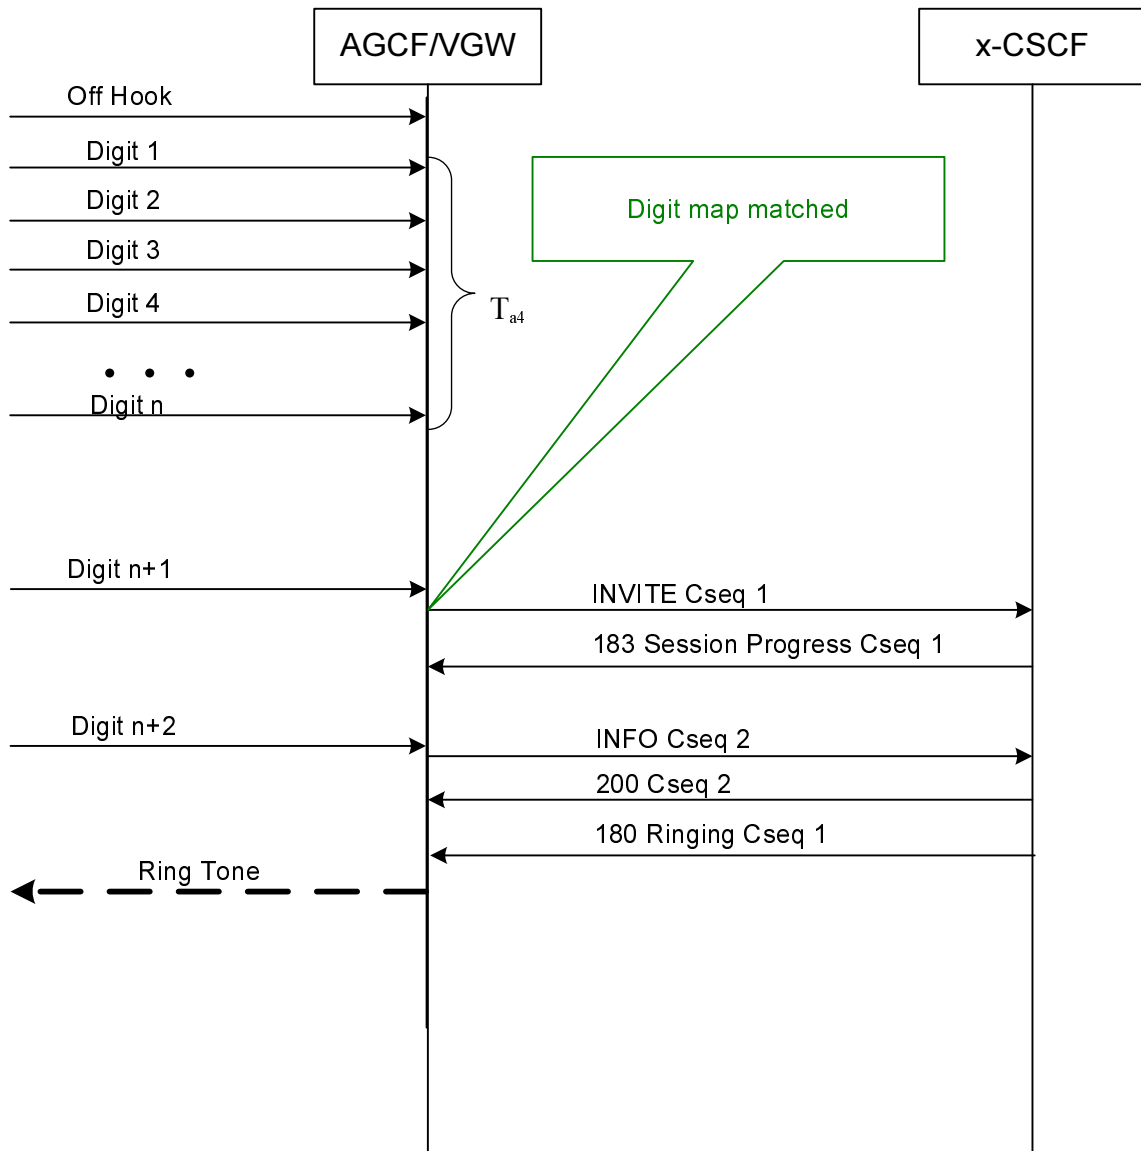 AGCF/VGW
x-CSCF
Off Hook
Digit 1
Digit 2
Digit map matched
Digit 3
Digit 4
Ta4
• • •
Digit n
Digit n+1
INVITE Cseq 1
183 Session Progress Cseq 1
Digit n+2
INFO Cseq 2
200 Cseq 2
180 Ringing Cseq 1
Ring Tone